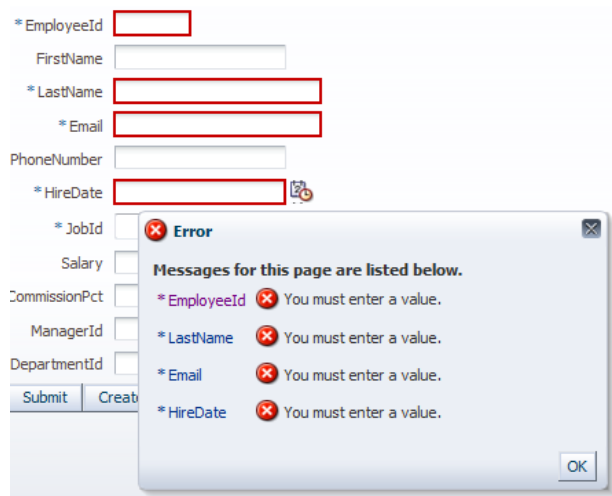 * EmployeeId
FirstName
* LastName
* Email
PhoneNumber
* HireDate
* JobId
Salary
CommissionPct
ManagerId
DepartmentId
Submit
Create
Error
Messages for this page are listed below.
* EmployeeId You must enter a value.
* LastName You must enter a value.
* Email You must enter a value.
* HireDate You must enter a value.
OK